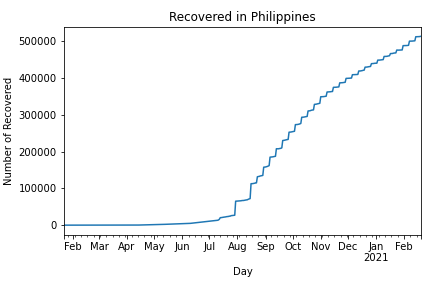 Recovered in Philippines
Number of Recovered
500000
400000
300000
200000
100000
0
Feb Mar Apr May Jun Jul Aug Sep Oct Nov Dec Jan Feb
2021
Day